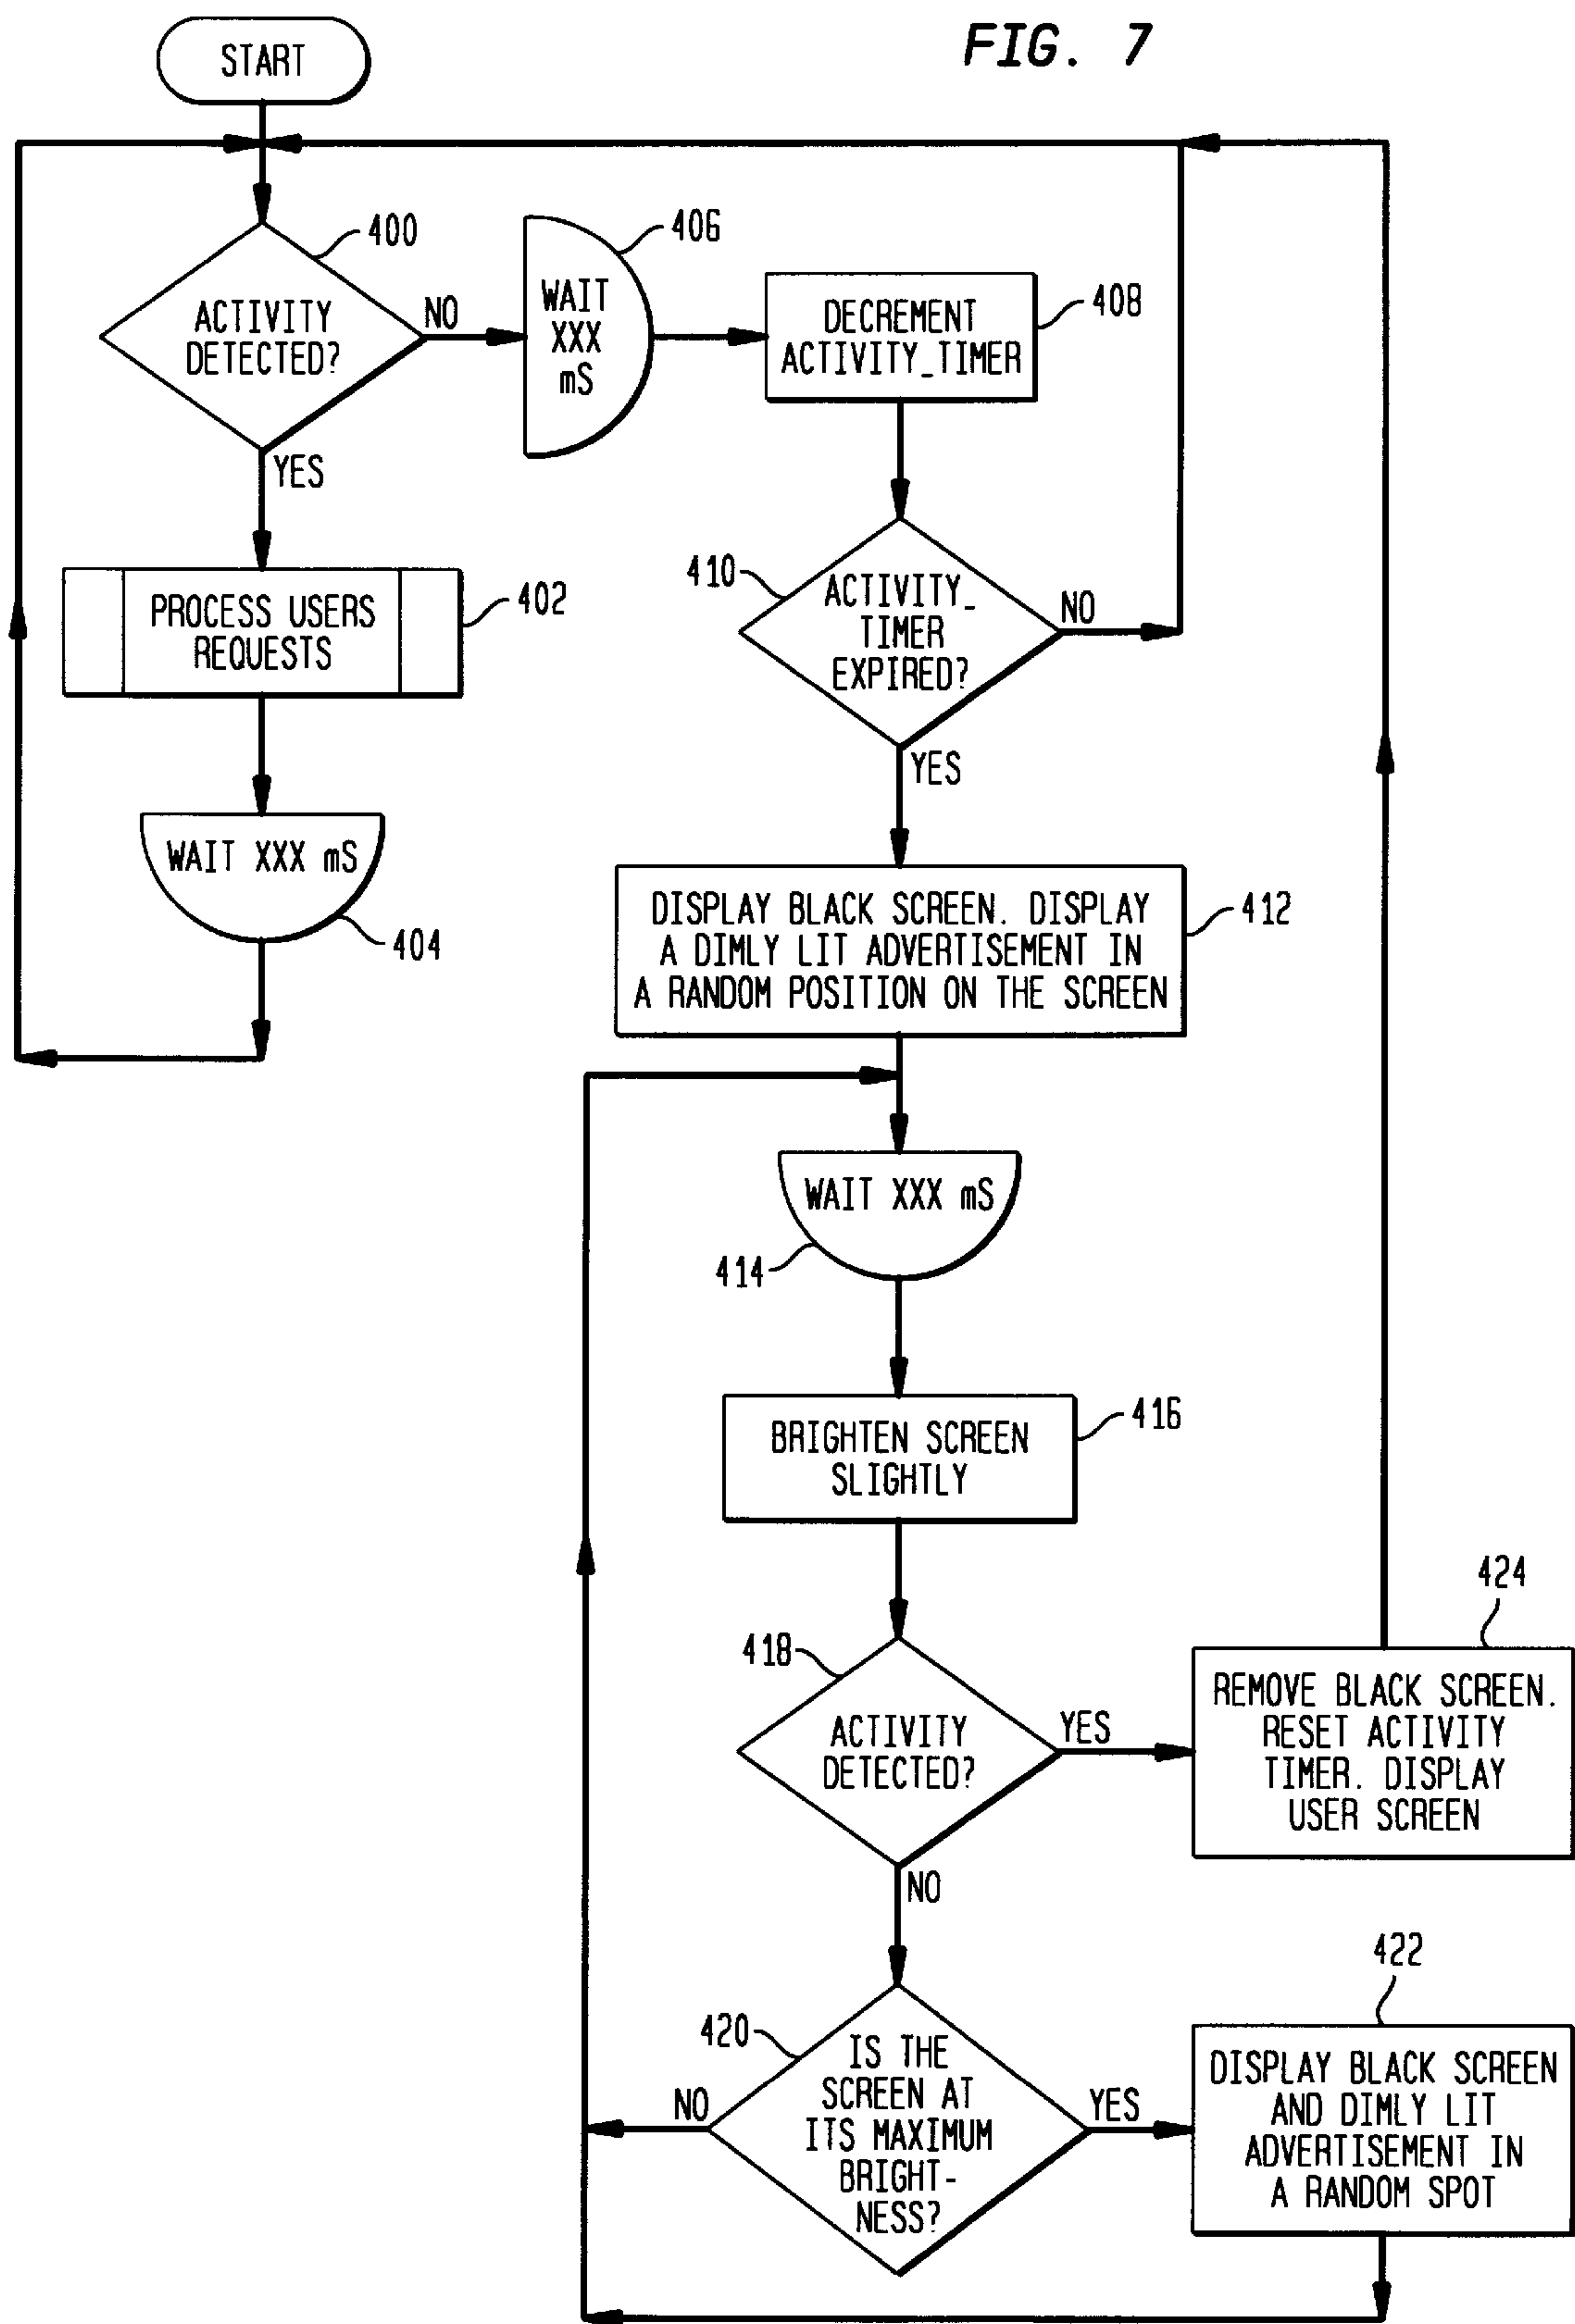 FIG. 7
START
400
ACTIVITY
DETECTED?
NO
YES
406
WAIT
XXX
mS
408
DECREMENT
ACTIVITY_TIMER
402
PROCESS USERS
REQUESTS
WAIT XXX mS
404
410
ACTIVITY_
TIMER
EXPIRED?
NO
YES
412
DISPLAY BLACK SCREEN. DISPLAY
A DIMLY LIT ADVERTISEMENT IN
A RANDOM POSITION ON THE SCREEN
WAIT XXX mS
414
416
BRIGHTEN SCREEN
SLIGHTLY
418
ACTIVITY
DETECTED?
YES
NO
424
REMOVE BLACK SCREEN.
RESET ACTIVITY
TIMER. DISPLAY
USER SCREEN
420
IS THE
SCREEN AT
ITS MAXIMUM
BRIGHT-
NESS?
NO
YES
422
DISPLAY BLACK SCREEN
AND DIMLY LIT
ADVERTISEMENT IN
A RANDOM SPOT